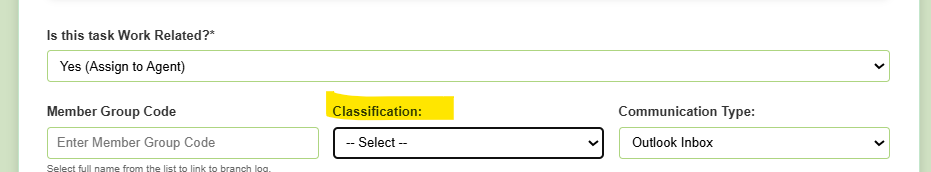 Is this task Work Related?*
Yes (Assign to Agent)
Member Group Code
Classification:
Communication Type:
Enter Member Group Code
-- Select --
Outlook Inbox
Select full name from the list to link to branch log.